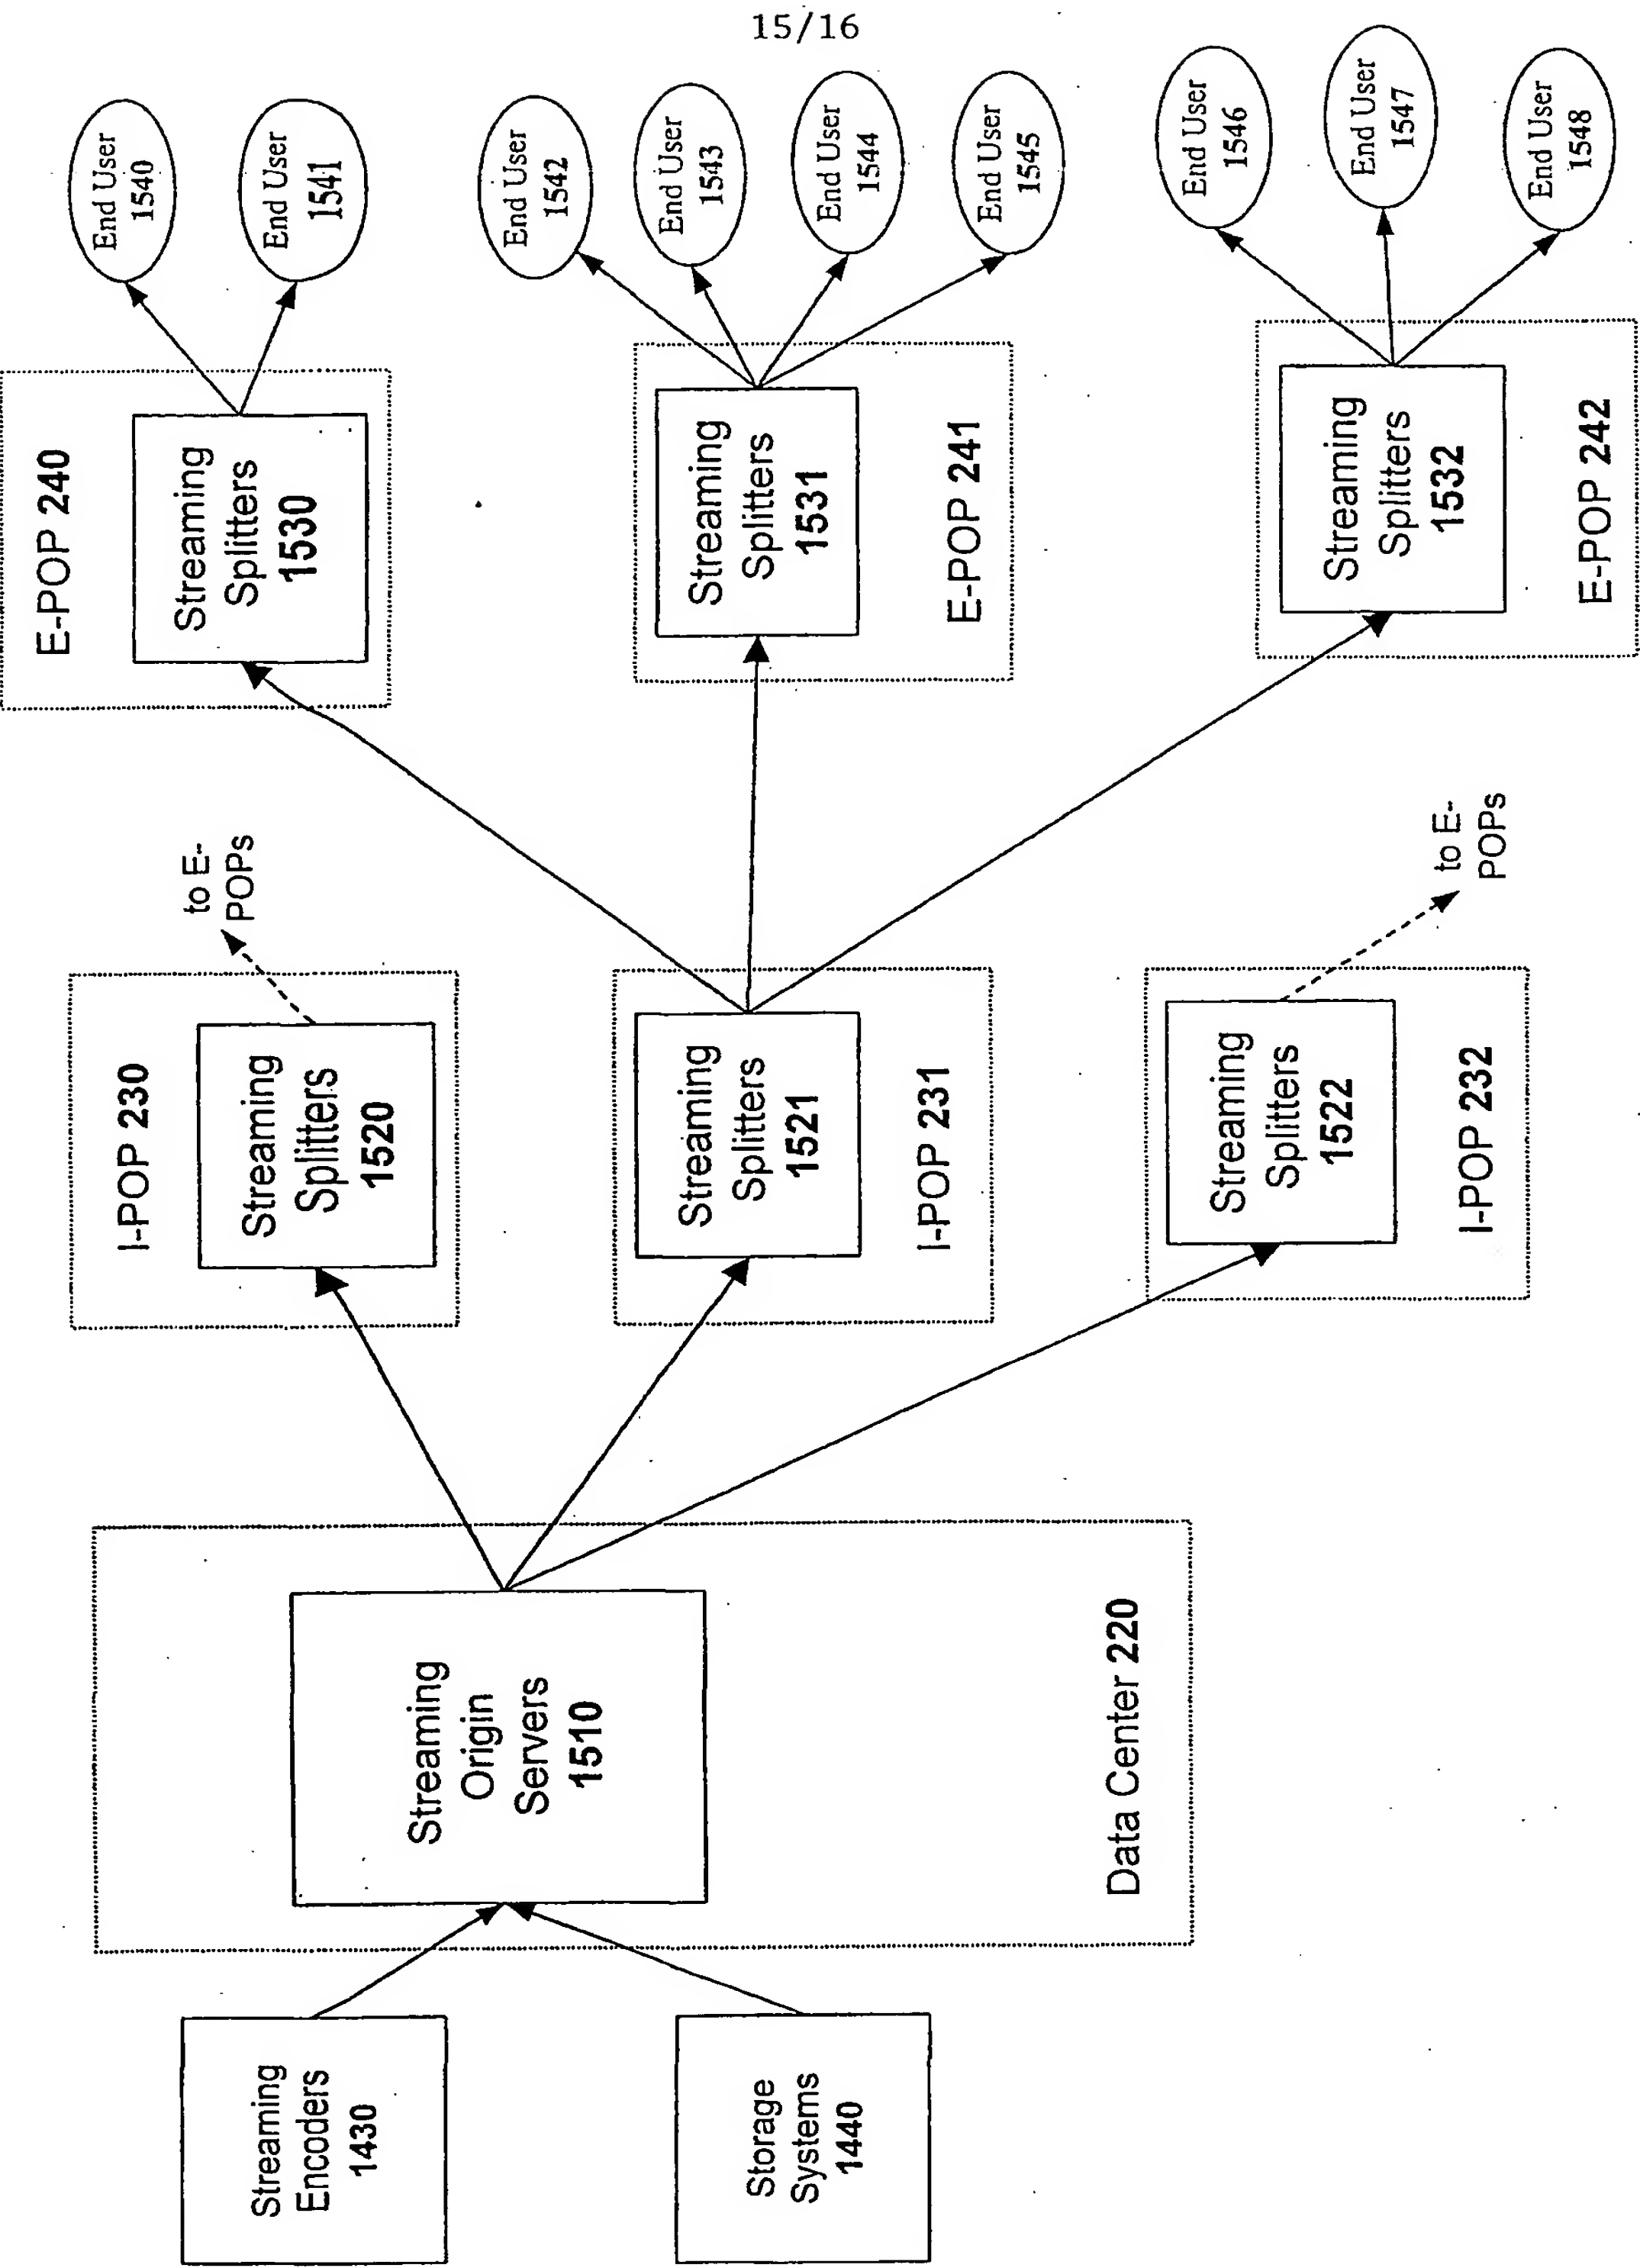 15/16
Streaming
Encoders
1430
Storage
Systems
1440
Streaming
Origin
Servers
1510
Data Center 220
I-POP 230
Streaming
Splitters
1520
to E-
POPs
Streaming
Splitters
1521
I-POP 231
Streaming
Splitters
1522
I-POP 232
to E-
POPs
E-POP 240
Streaming
Splitters
1530
Streaming
Splitters
1531
E-POP 241
Streaming
Splitters
1532
E-POP 242
End User
1540
End User
1541
End User
1542
End User
1543
End User
1544
End User
1545
End User
1546
End User
1547
End User
1548